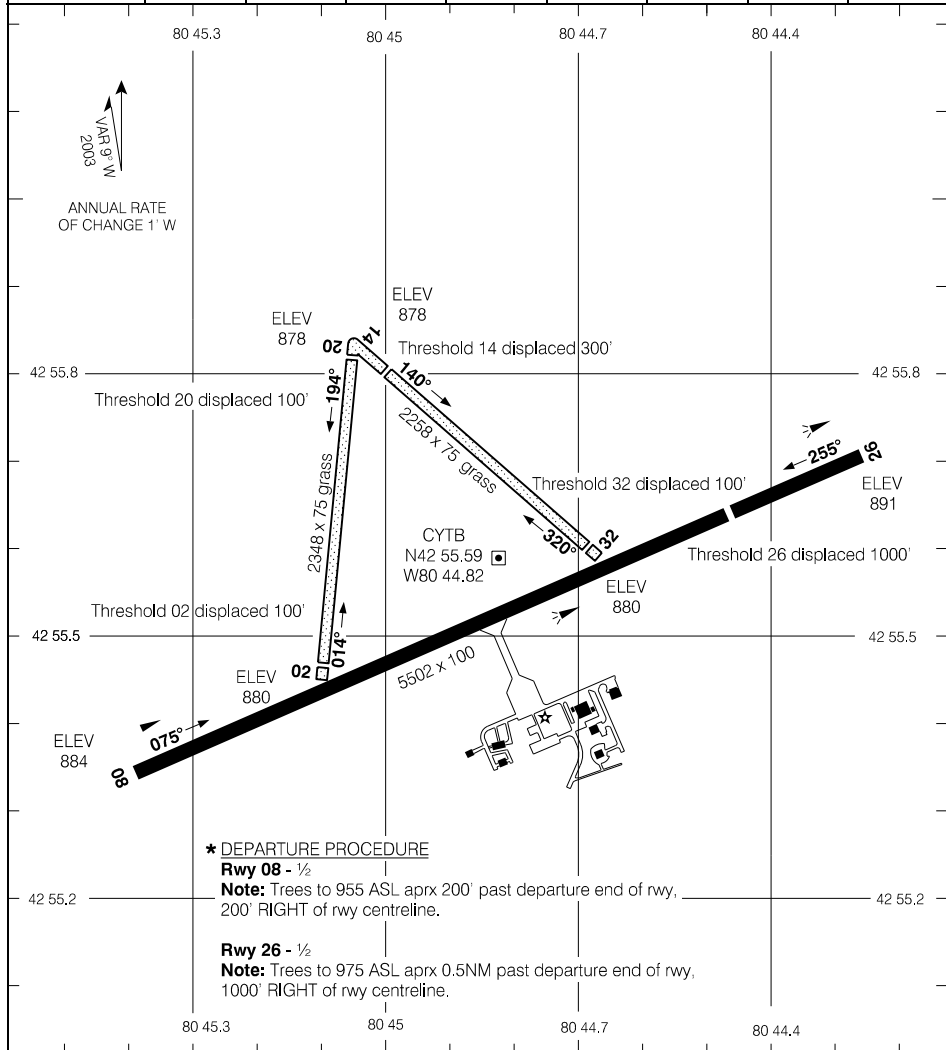 80 45.3
80 45
80 44.7
80 44.4
VAR 9° W
2003
ANNUAL RATE
OF CHANGE 1' W
ELEV
878
ELEV
878
20
14
Threshold 14 displaced 300'
42 55.8
42 55.8
140°
194°
Threshold 20 displaced 100'
2258 x 75 grass
2348 x 75 grass
255°
26
ELEV
891
Threshold 32 displaced 100'
320°
32
CYTB
N42 55.59
W80 44.82
Threshold 26 displaced 1000'
ELEV
880
Threshold 02 displaced 100'
014°
42 55.5
42 55.5
02
ELEV
880
5502 x 100
075°
ELEV
884
08
* DEPARTURE PROCEDURE
Rwy 08 - ½
Note: Trees to 955 ASL aprx 200' past departure end of rwy,
200' RIGHT of rwy centreline.
42 55.2
42 55.2
Rwy 26 - ½
Note: Trees to 975 ASL aprx 0.5NM past departure end of rwy,
1000' RIGHT of rwy centreline.
80 45.3
80 45
80 44.7
80 44.4